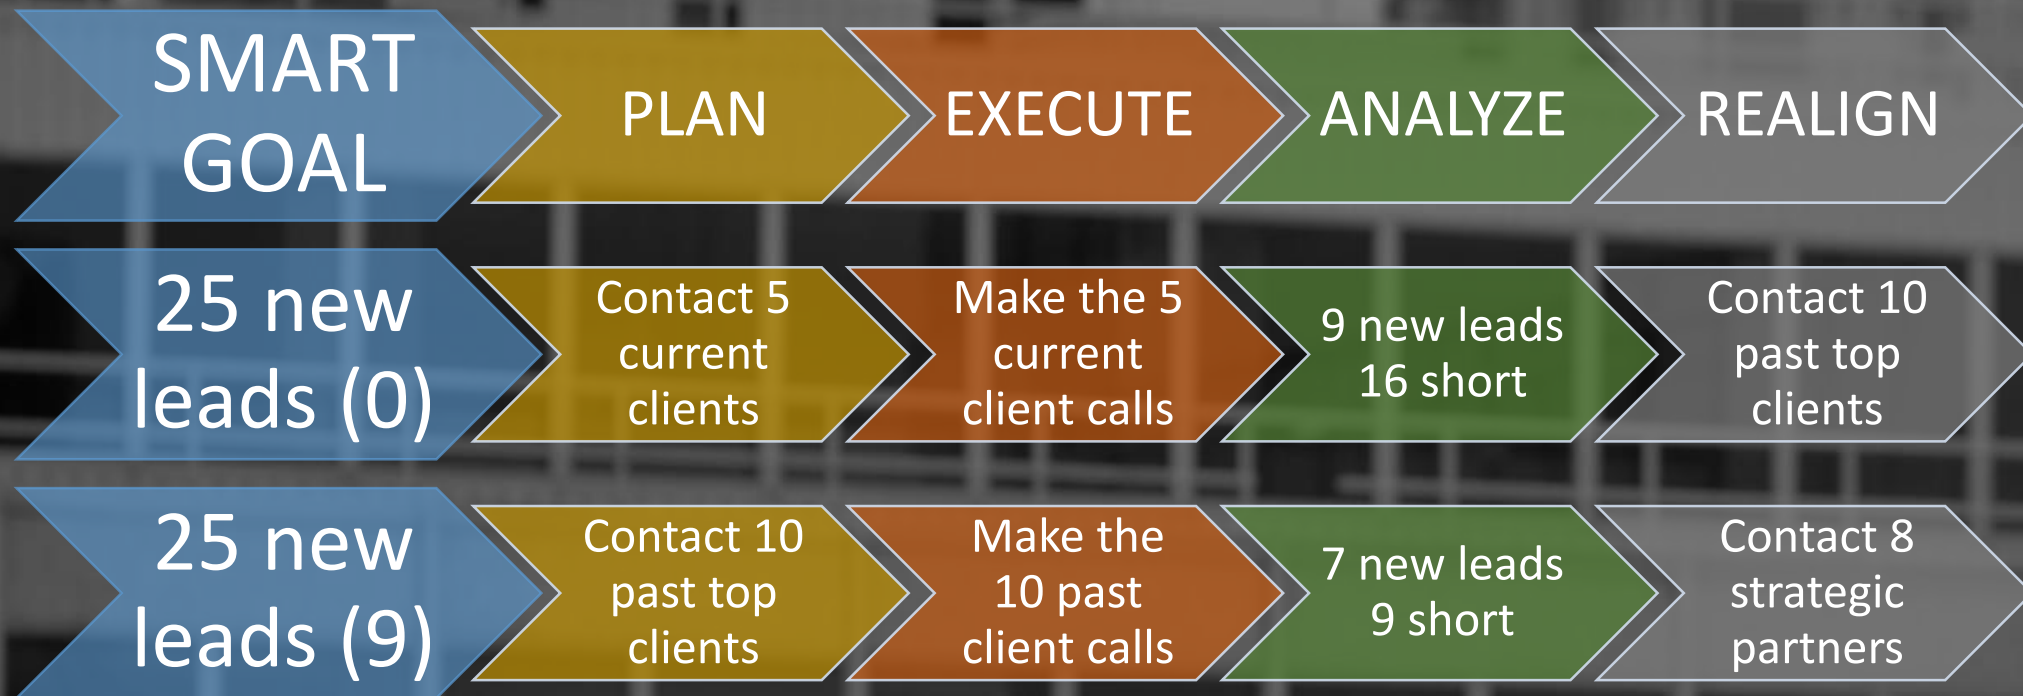 SMART
GOAL
PLAN
EXECUTE
ANALYZE
REALIGN
25 new
leads (0)
Contact 5
current
clients
Make the 5
current
client calls
9 new leads
16 short
Contact 10
past top
clients
25 new
leads (9)
Contact 10
past top
clients
Make the
10 past
client calls
7 new leads
9 short
Contact 8
strategic
partners